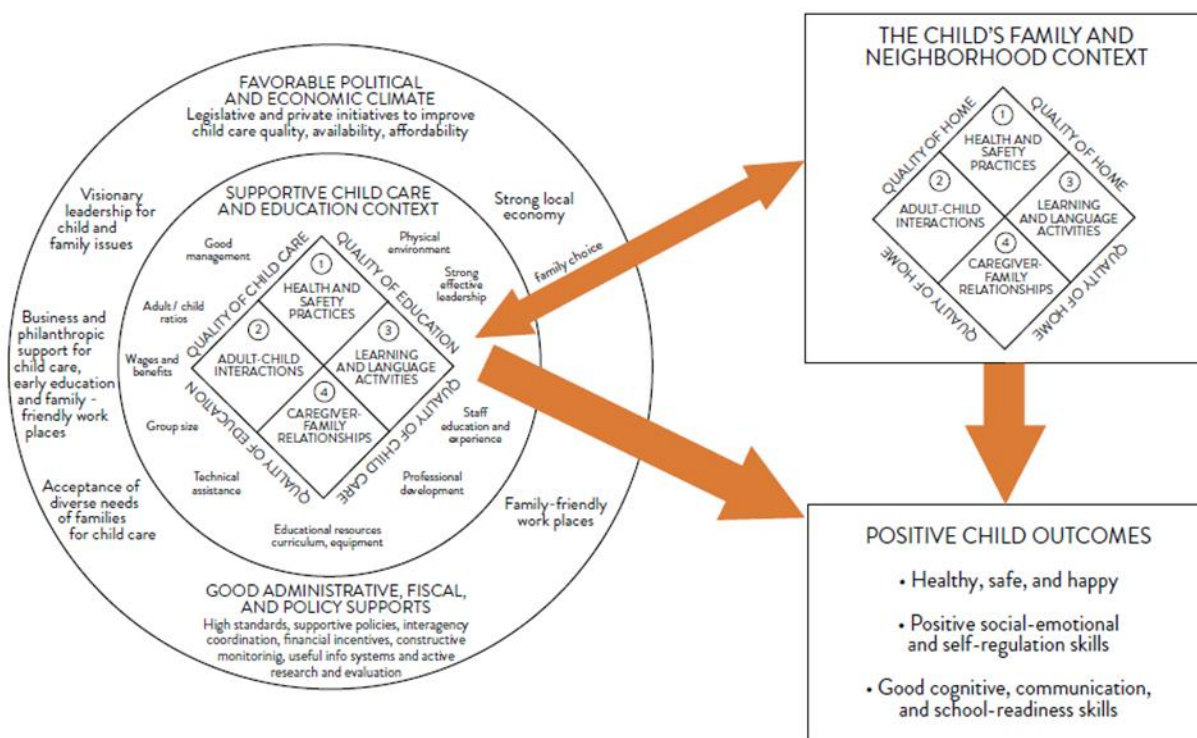 FAVORABLE POLITICAL
AND ECONOMIC CLIMATE
Legislative and private initiatives to improve
child care quality, availability, affordability
Visionary
leadership for
child and
family issues
Strong local
economy
Business and
philanthropic
support for
child care,
early education
and family -
friendly work
places
Acceptance of
diverse needs
of families
for child care
Family-friendly
work places
GOOD ADMINISTRATIVE, FISCAL,
AND POLICY SUPPORTS
High standards, supportive policies, interagency
coordination, financial incentives, constructive
monitorinig, useful info systems and active
research and evaluation
SUPPORTIVE CHILD CARE
AND EDUCATION CONTEXT
Good
management
Physical
environment
Strong
effective
leadership
Adult / child
ratios
Wages and
benefits
Group size
Technical
assistance
Educational resources
curriculum, equipment
Professional
development
Staff
education and
experience
QUALITY OF CHILD CARE
QUALITY OF EDUCATION
QUALITY OF EDUCATION
QUALITY OF CHILD CARE
1
HEALTH AND
SAFETY
PRACTICES
2
ADULT-CHILD
INTERACTIONS
3
LEARNING
AND LANGUAGE
ACTIVITIES
4
CAREGIVER-
FAMILY
RELATIONSHIPS
family choice
THE CHILD'S FAMILY AND
NEIGHBORHOOD CONTEXT
QUALITY OF HOME
QUALITY OF HOME
QUALITY OF HOME
QUALITY OF HOME
1
HEALTH AND
SAFETY
PRACTICES
2
ADULT-CHILD
INTERACTIONS
3
LEARNING
AND LANGUAGE
ACTIVITIES
4
CAREGIVER-
FAMILY
RELATIONSHIPS
POSITIVE CHILD OUTCOMES
• Healthy, safe, and happy
• Positive social-emotional
and self-regulation skills
• Good cognitive, communication,
and school-readiness skills